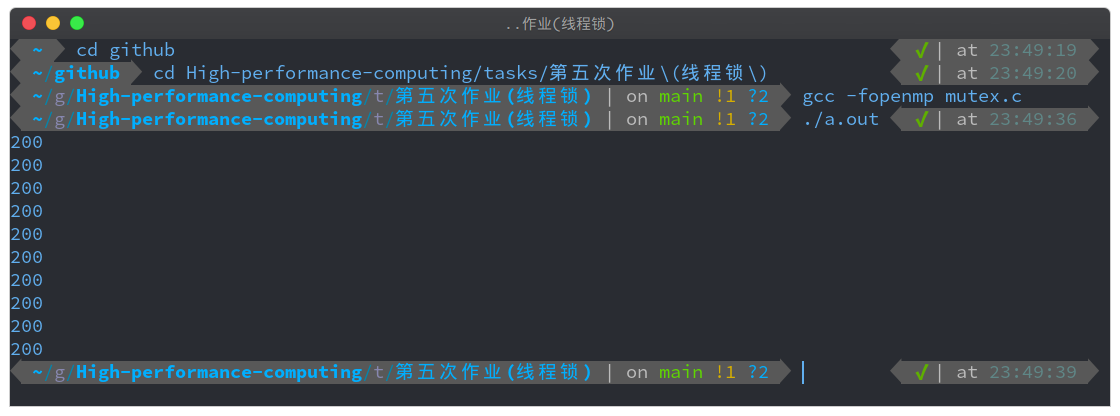 ..作业(线程锁)
~ cd github ✓ | at 23:49:19
~/github cd High-performance-computing/tasks/第五次作业\(线程锁\) ✓ | at 23:49:20
~/g/High-performance-computing/t/第五次作业(线程锁) | on main !1 ?2 gcc -fopenmp mutex.c
~/g/High-performance-computing/t/第五次作业(线程锁) | on main !1 ?2 ./a.out ✓ | at 23:49:36
200
200
200
200
200
200
200
200
200
200
~/g/High-performance-computing/t/第五次作业(线程锁) | on main !1 ?2 ✓ | at 23:49:39